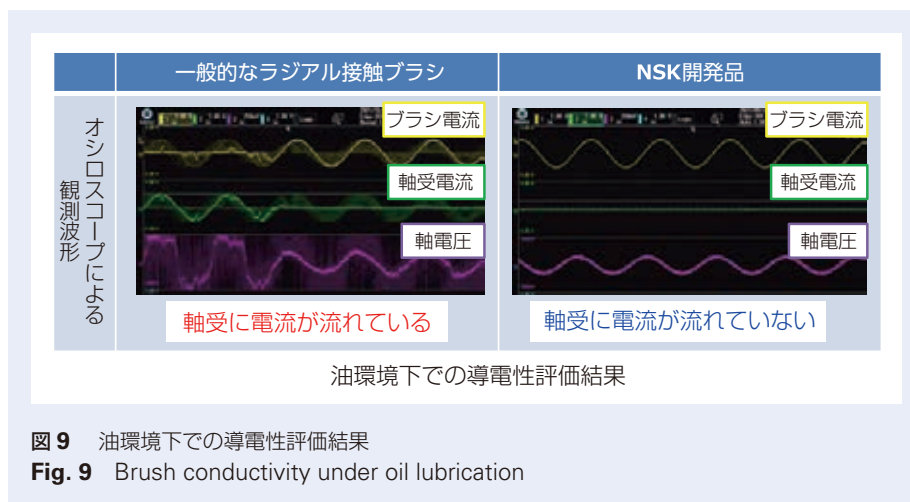 一般的なラジアル接触ブラシ
NSK開発品
オシロスコープによる
観測波形
ブラシ電流
軸受電流
軸電圧
軸受に電流が流れている
ブラシ電流
軸受電流
軸電圧
軸受に電流が流れていない
油環境下での導電性評価結果
図9 油環境下での導電性評価結果
Fig. 9 Brush conductivity under oil lubrication